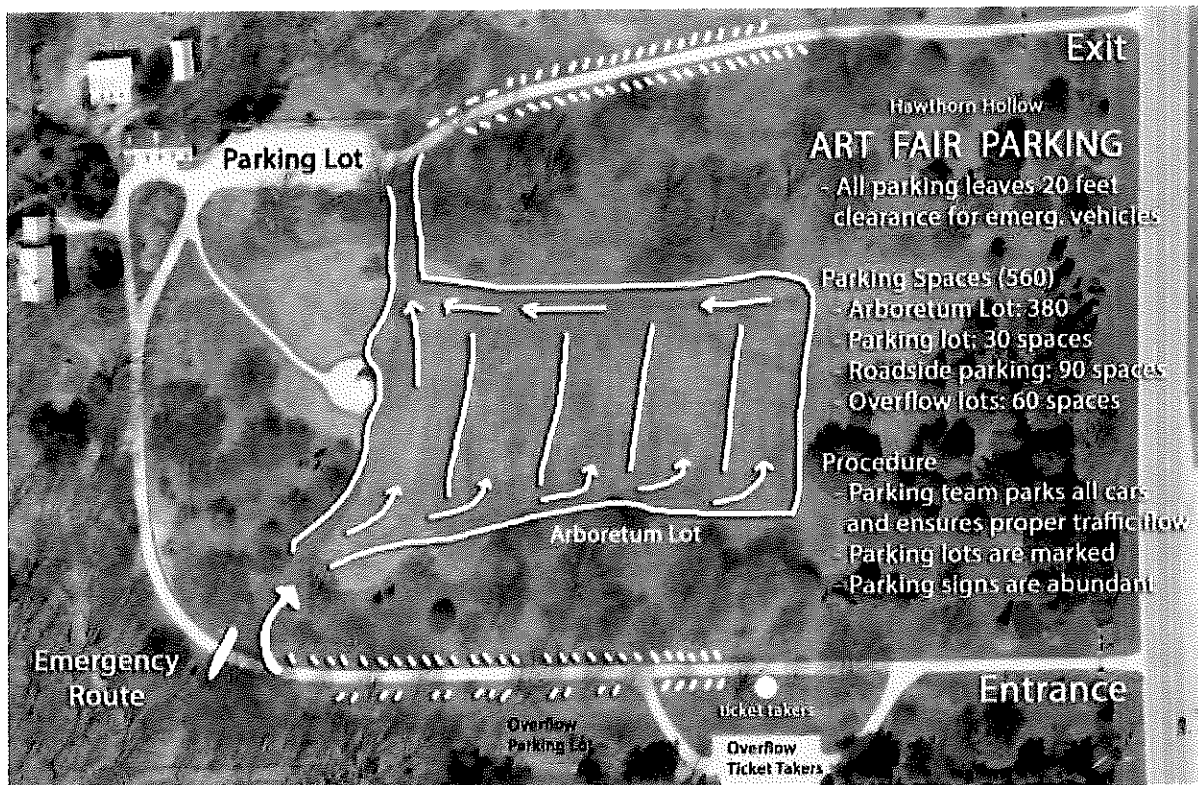 Exit
Hawthorn Hollow
ART FAIR PARKING
- All parking leaves 20 feet
clearance for emerg. vehicles
Parking Lot
Parking Spaces (560)
- Arboretum Lot: 380
- Parking lot: 30 spaces
- Roadside parking: 90 spaces
- Overflow lots: 60 spaces
Procedure
- Parking team parks all cars
and ensures proper traffic flow
- Parking lots are marked
- Parking signs are abundant
Arboretum Lot
Emergency
Route
Entrance
ticket takers
Overflow
Parking Lot
Overflow
Ticket Takers